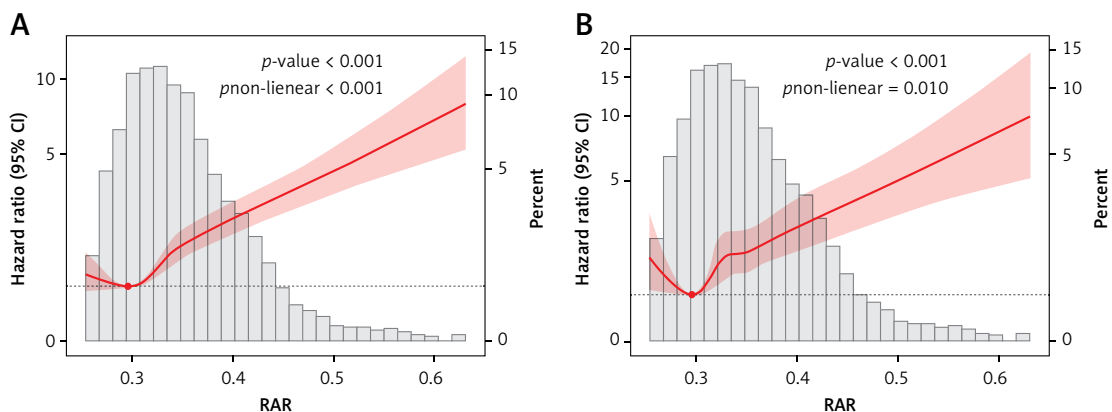 A
p-value < 0.001
pnon-lienear < 0.001
Hazard ratio (95% CI)
10
5
0
15
10
5
0
Percent
0.3 0.4 0.5 0.6
RAR
B
p-value < 0.001
pnon-lienear = 0.010
Hazard ratio (95% CI)
20
15
10
5
0
15
10
5
0
Percent
0.3 0.4 0.5 0.6
RAR